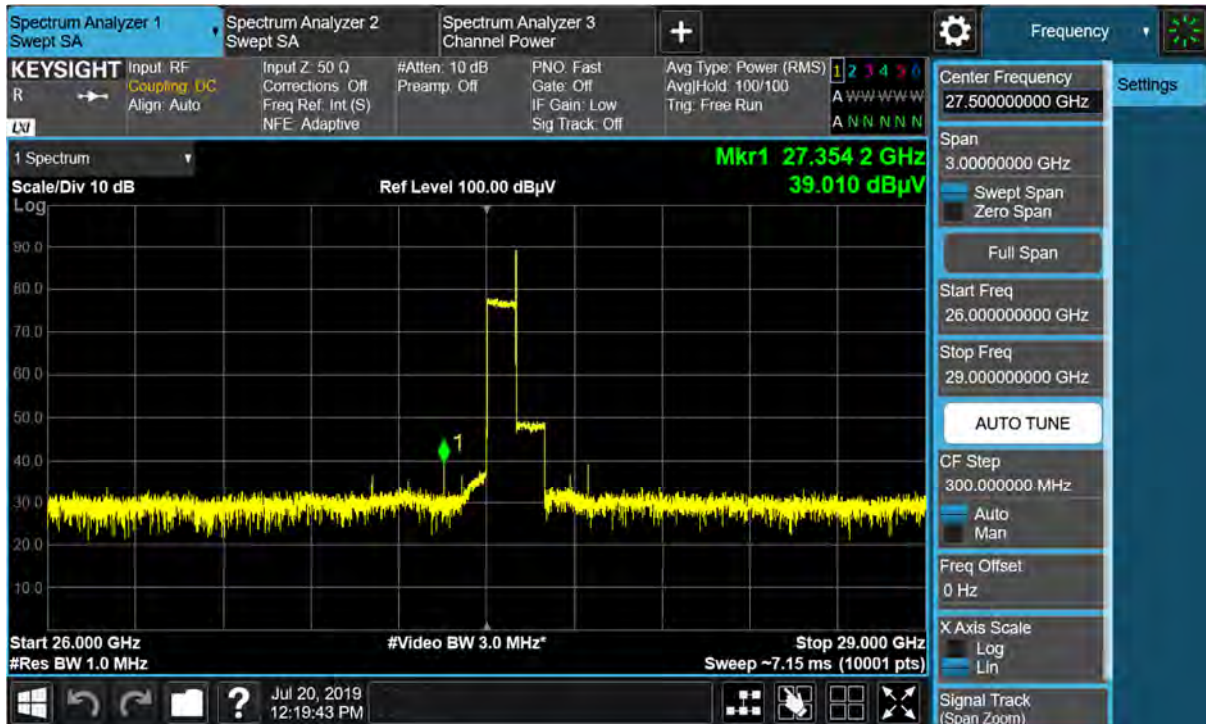 Spectrum Analyzer 1
Swept SA
Spectrum Analyzer 2
Swept SA
Spectrum Analyzer 3
Channel Power
+
Frequency
KEYSIGHT
R
LXI
Input: RF
Coupling: DC
Align: Auto
Input Z: 50 Ω
Corrections: Off
Freq Ref: Int (S)
NFE: Adaptive
#Atten: 10 dB
Preamp: Off
PNO: Fast
Gate: Off
IF Gain: Low
Sig Track: Off
Avg Type: Power (RMS)
Avg|Hold: 100/100
Trig: Free Run
1 2 3 4 5 6
A W W W W W
A N N N N N
1 Spectrum
Scale/Div 10 dB
Log
Ref Level 100.00 dBµV
Mkr1 27.354 2 GHz
39.010 dBµV
90.0
80.0
70.0
60.0
50.0
40.0
30.0
20.0
10.0
1
Start 26.000 GHz
#Res BW 1.0 MHz
#Video BW 3.0 MHz*
Stop 29.000 GHz
Sweep ~7.15 ms (10001 pts)
?
Jul 20, 2019
12:19:43 PM
Center Frequency
27.500000000 GHz
Span
3.00000000 GHz
Swept Span
Zero Span
Full Span
Start Freq
26.000000000 GHz
Stop Freq
29.000000000 GHz
AUTO TUNE
CF Step
300.000000 MHz
Auto
Man
Freq Offset
0 Hz
X Axis Scale
Log
Lin
Signal Track
(Span Zoom)
Settings